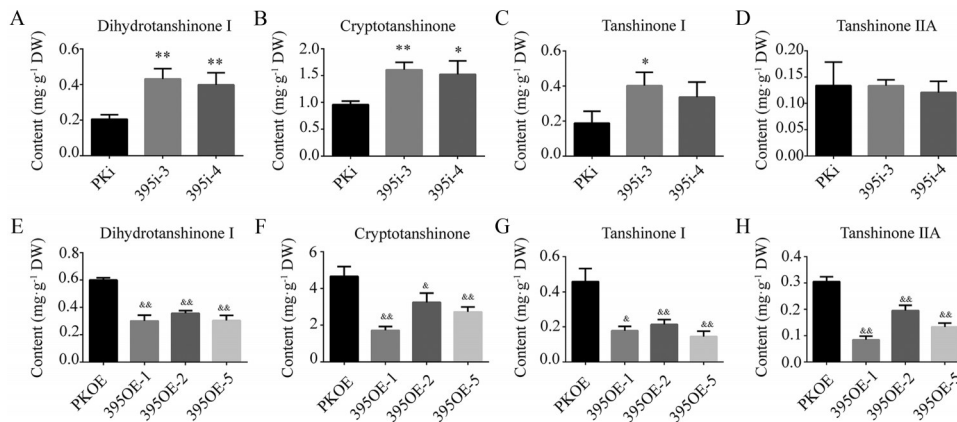 A
Dihydrotanshinone I
Content (mg·g⁻¹ DW)
0.6
0.4
0.2
0.0
**
**
PKi
395i-3
395i-4
B
Cryptotanshinone
Content (mg·g⁻¹ DW)
2.0
1.5
1.0
0.5
0.0
**
*
PKi
395i-3
395i-4
C
Tanshinone I
Content (mg·g⁻¹ DW)
0.6
0.4
0.2
0.0
*
PKi
395i-3
395i-4
D
Tanshinone IIA
Content (mg·g⁻¹ DW)
0.20
0.15
0.10
0.05
0.00
PKi
395i-3
395i-4
E
Dihydrotanshinone I
Content (mg·g⁻¹ DW)
0.8
0.6
0.4
0.2
0.0
&&
&&
&&
PKOE
395OE-1
395OE-2
395OE-5
F
Cryptotanshinone
Content (mg·g⁻¹ DW)
6
4
2
0
&&
&
&&
PKOE
395OE-1
395OE-2
395OE-5
G
Tanshinone I
Content (mg·g⁻¹ DW)
0.6
0.4
0.2
0.0
&
&&
&&
PKOE
395OE-1
395OE-2
395OE-5
H
Tanshinone IIA
Content (mg·g⁻¹ DW)
0.4
0.3
0.2
0.1
0.0
&&
&&
&&
PKOE
395OE-1
395OE-2
395OE-5